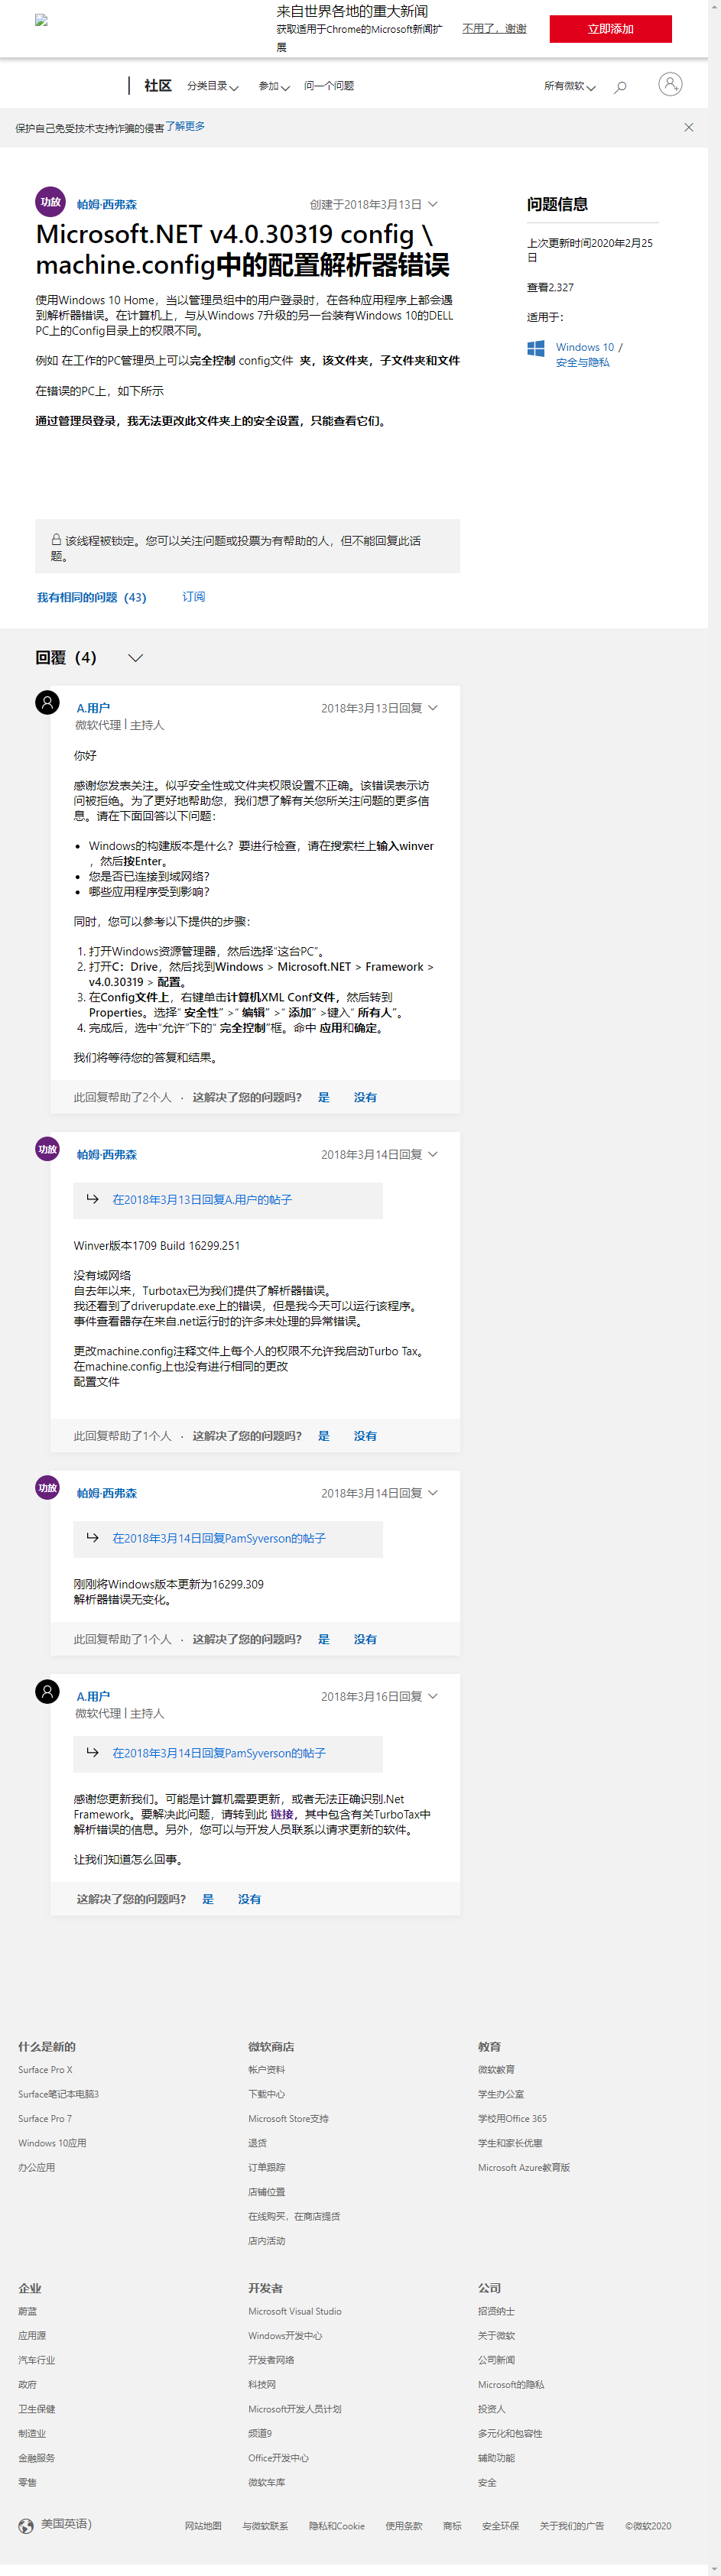 来自世界各地的重大新闻
获取适用于Chrome的Microsoft新闻扩
展
不用了，谢谢
立即添加
社区
分类目录
参加
问一个问题
所有微软
保护自己免受技术支持诈骗的侵害了解更多
功放
帕姆·西弗森
创建于2018年3月13日
Microsoft.NET v4.0.30319 config \
machine.config中的配置解析器错误
使用Windows 10 Home，当以管理员组中的用户登录时，在各种应用程序上都会遇
到解析器错误。在计算机上，与从Windows 7升级的另一台装有Windows 10的DELL
PC上的Config目录上的权限不同。
例如 在工作的PC管理员上可以完全控制 config文件 夹，该文件夹，子文件夹和文件
在错误的PC上，如下所示
通过管理员登录，我无法更改此文件夹上的安全设置，只能查看它们。
该线程被锁定。您可以关注问题或投票为有帮助的人，但不能回复此话
题。
我有相同的问题（43）
订阅
问题信息
上次更新时间2020年2月25
日
查看2,327
适用于：
Windows 10 /
安全与隐私
回覆（4）
A.用户
2018年3月13日回复
微软代理 | 主持人
你好
感谢您发表关注。似乎安全性或文件夹权限设置不正确。该错误表示访
问被拒绝。为了更好地帮助您，我们想了解有关您所关注问题的更多信
息。请在下面回答以下问题：
• Windows的构建版本是什么？要进行检查，请在搜索栏上输入winver
，然后按Enter。
• 您是否已连接到域网络？
• 哪些应用程序受到影响？
同时，您可以参考以下提供的步骤：
1. 打开Windows资源管理器，然后选择“这台PC”。
2. 打开C：Drive，然后找到Windows > Microsoft.NET > Framework >
v4.0.30319 > 配置。
3. 在Config文件上，右键单击计算机XML Conf文件，然后转到
Properties。选择“ 安全性” >“ 编辑” >“ 添加” >键入“ 所有人”。
4. 完成后，选中“允许”下的“ 完全控制”框。命中 应用和确定。
我们将等待您的答复和结果。
此回复帮助了2个人 · 这解决了您的问题吗？ 是 没有
功放
帕姆·西弗森
2018年3月14日回复
在2018年3月13日回复A.用户的帖子
Winver版本1709 Build 16299.251
没有域网络
自去年以来，Turbotax已为我们提供了解析器错误。
我还看到了driverupdate.exe上的错误，但是我今天可以运行该程序。
事件查看器存在来自.net运行时的许多未处理的异常错误。
更改machine.config注释文件上每个人的权限不允许我启动Turbo Tax。
在machine.config上也没有进行相同的更改
配置文件
此回复帮助了1个人 · 这解决了您的问题吗？ 是 没有
功放
帕姆·西弗森
2018年3月14日回复
在2018年3月14日回复PamSyverson的帖子
刚刚将Windows版本更新为16299.309
解析器错误无变化。
此回复帮助了1个人 · 这解决了您的问题吗？ 是 没有
A.用户
2018年3月16日回复
微软代理 | 主持人
在2018年3月14日回复PamSyverson的帖子
感谢您更新我们。可能是计算机需要更新，或者无法正确识别.Net
Framework。要解决此问题，请转到此 链接，其中包含有关TurboTax中
解析错误的信息。另外，您可以与开发人员联系以请求更新的软件。
让我们知道怎么回事。
这解决了您的问题吗？ 是 没有
什么是新的
Surface Pro X
Surface笔记本电脑3
Surface Pro 7
Windows 10应用
办公应用
微软商店
帐户资料
下载中心
Microsoft Store支持
退货
订单跟踪
店铺位置
在线购买，在商店提货
店内活动
教育
微软教育
学生办公室
学校用Office 365
学生和家长优惠
Microsoft Azure教育版
企业
蔚蓝
应用源
汽车行业
政府
卫生保健
制造业
金融服务
零售
开发者
Microsoft Visual Studio
Windows开发中心
开发者网络
科技网
Microsoft开发人员计划
频道9
Office开发中心
微软车库
公司
招贤纳士
关于微软
公司新闻
Microsoft的隐私
投资人
多元化和包容性
辅助功能
安全
美国英语）
网站地图
与微软联系
隐私和Cookie
使用条款
商标
安全环保
关于我们的广告
©微软2020